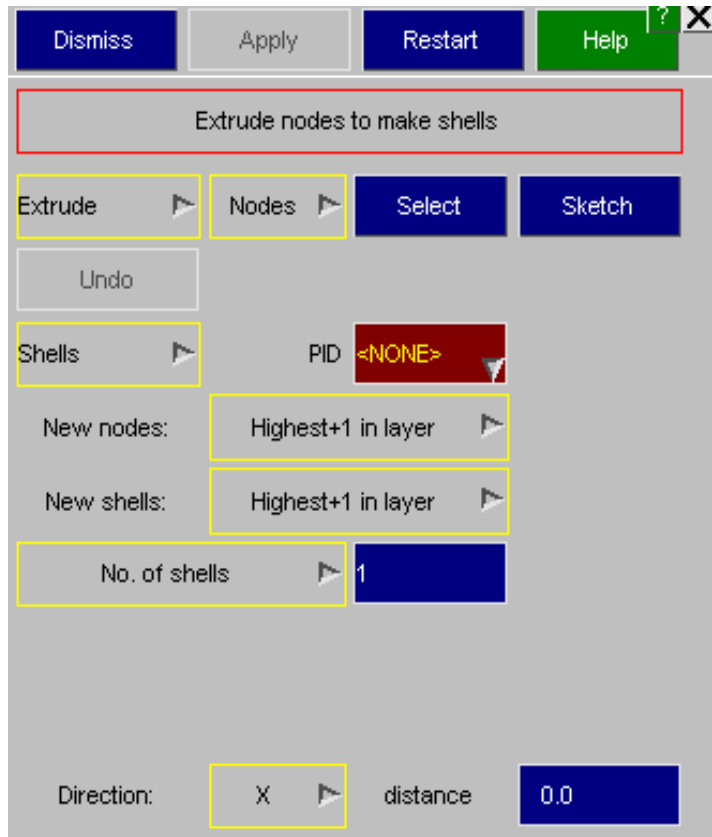 ? X
Dismiss Apply Restart Help
Extrude nodes to make shells
Extrude Nodes Select Sketch
Undo
Shells PID <NONE>
New nodes: Highest+1 in layer
New shells: Highest+1 in layer
No. of shells 1
Direction: X distance 0.0